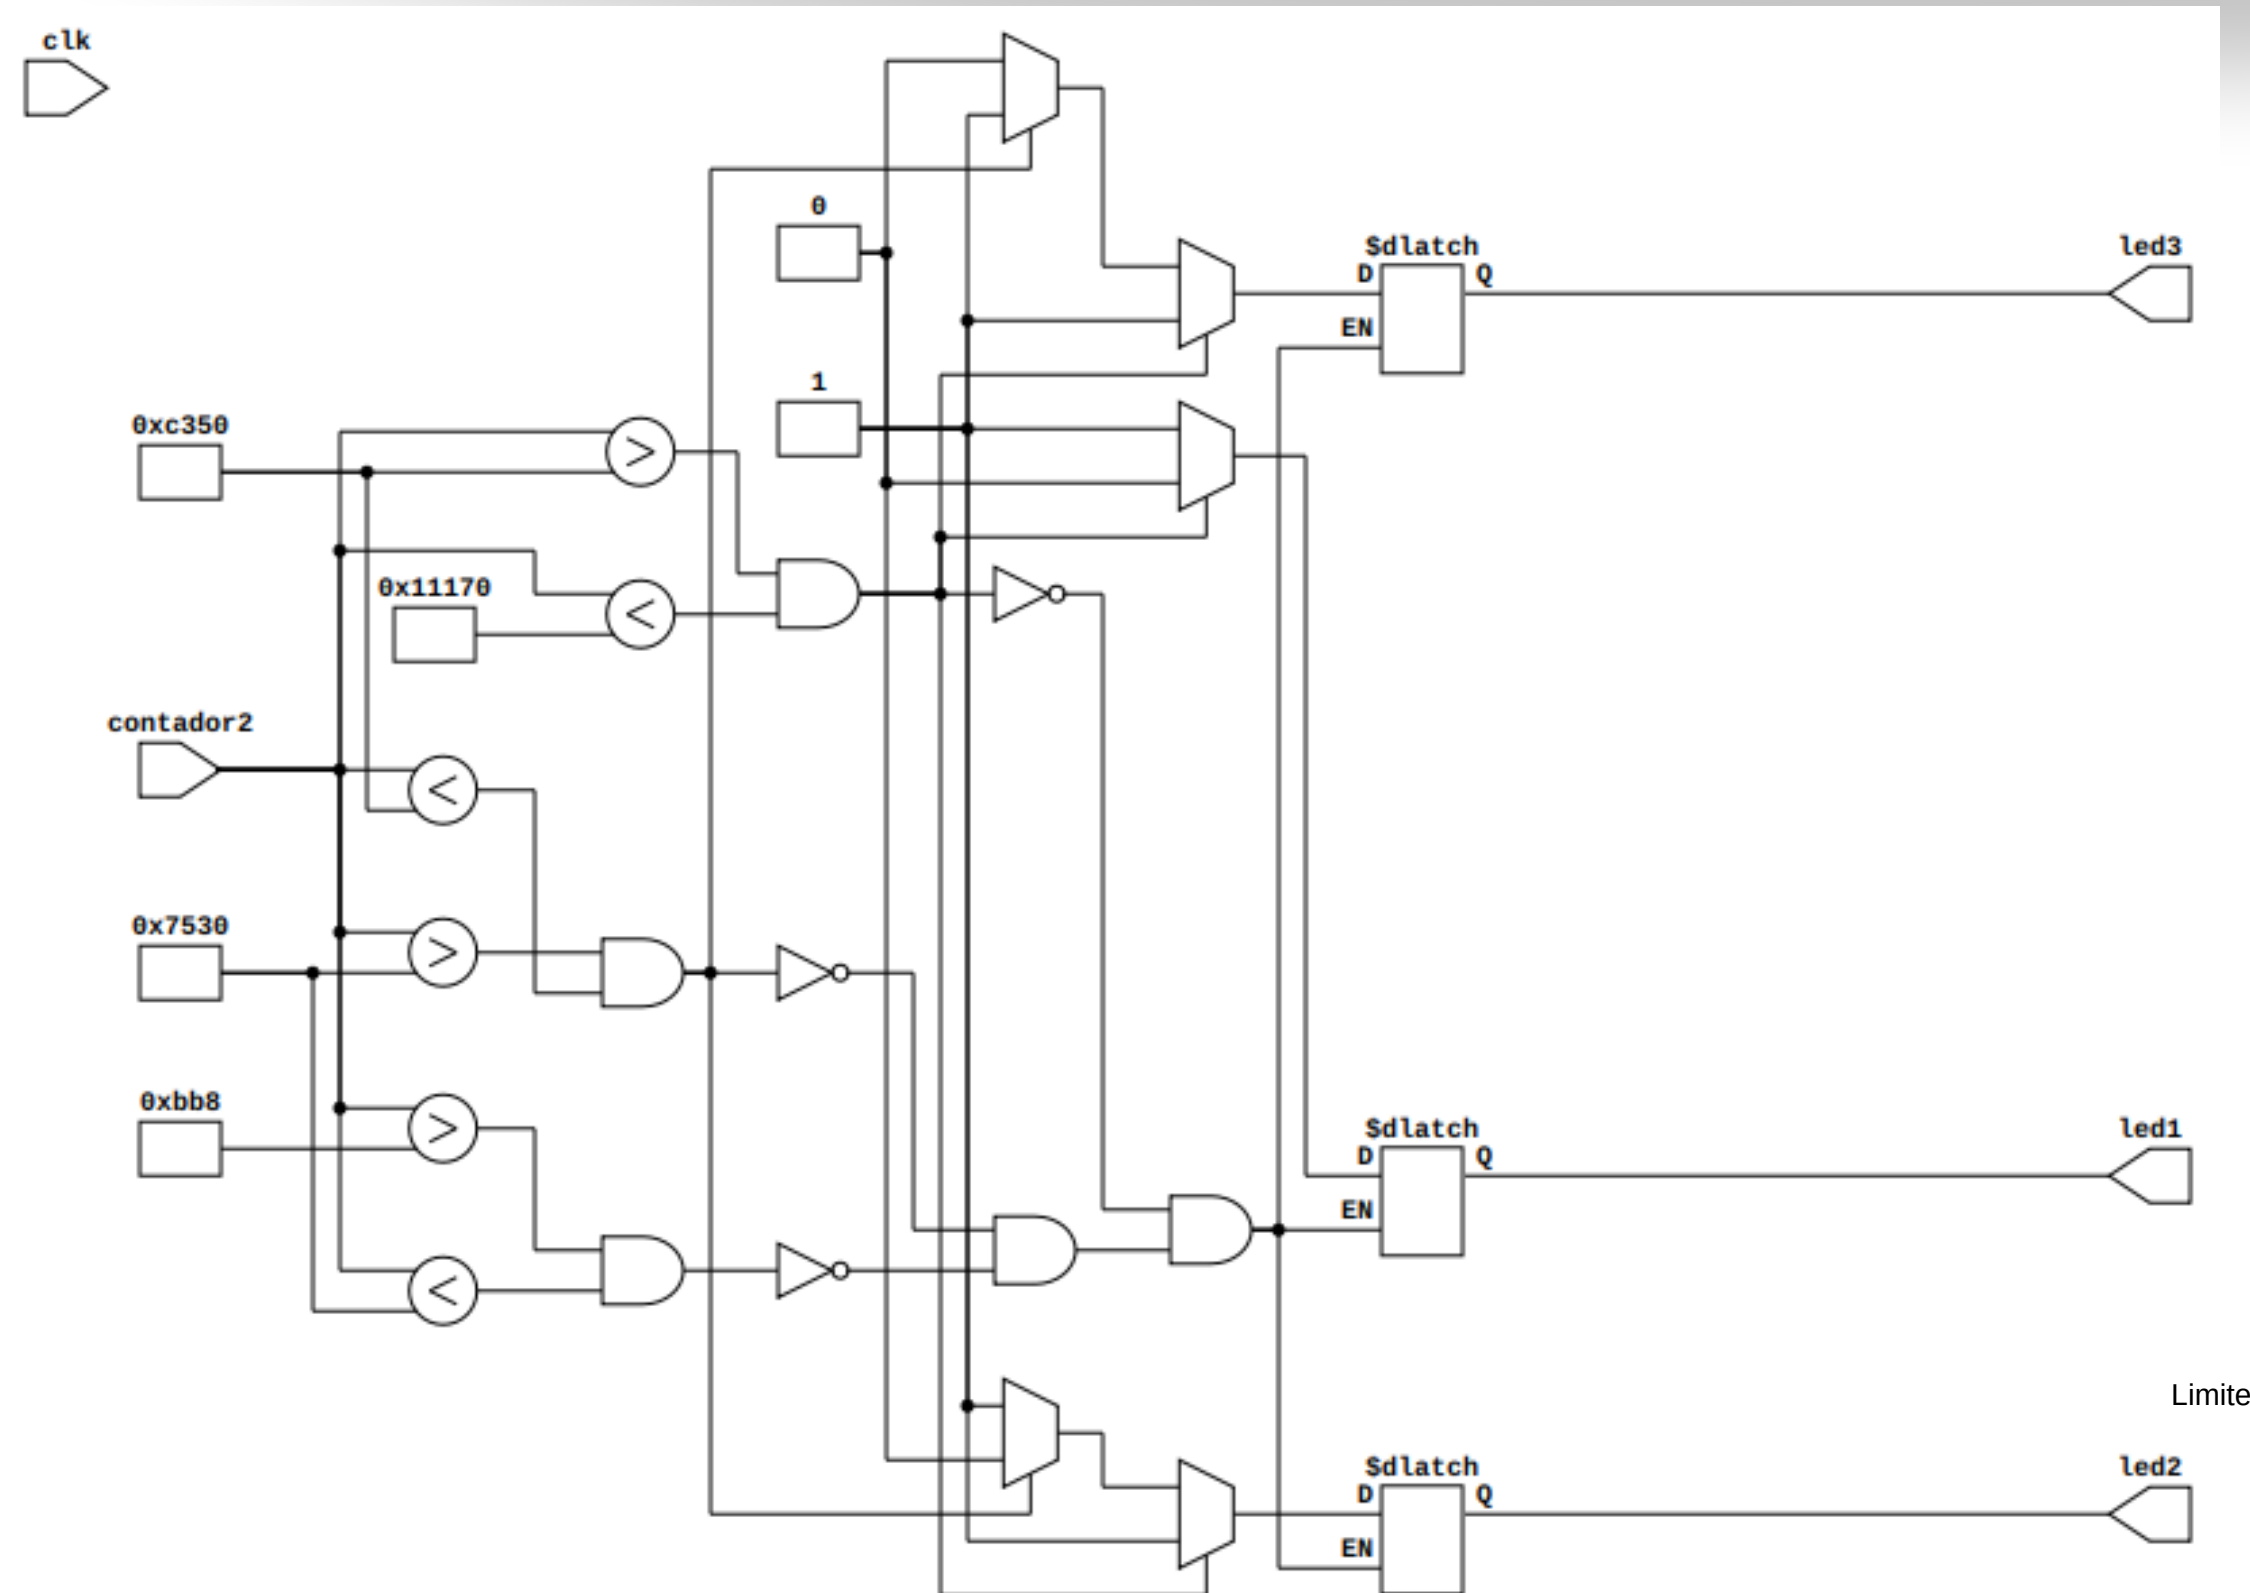 clk
0
$dlatch
led3
D
Q
EN
1
0xc350
0x11170
contador2
0x7530
0xbb8
$dlatch
led1
D
Q
EN
Limite
$dlatch
led2
D
Q
EN